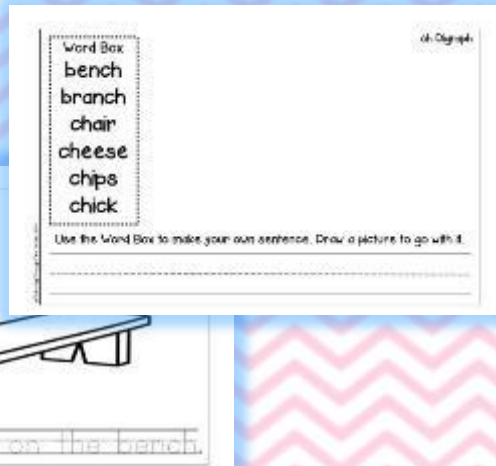 ch Digraph
Word Box
bench
branch
chair
cheese
chips
chick
Use the Word Box to make your own sentence. Draw a picture to go with it.
on the bench.